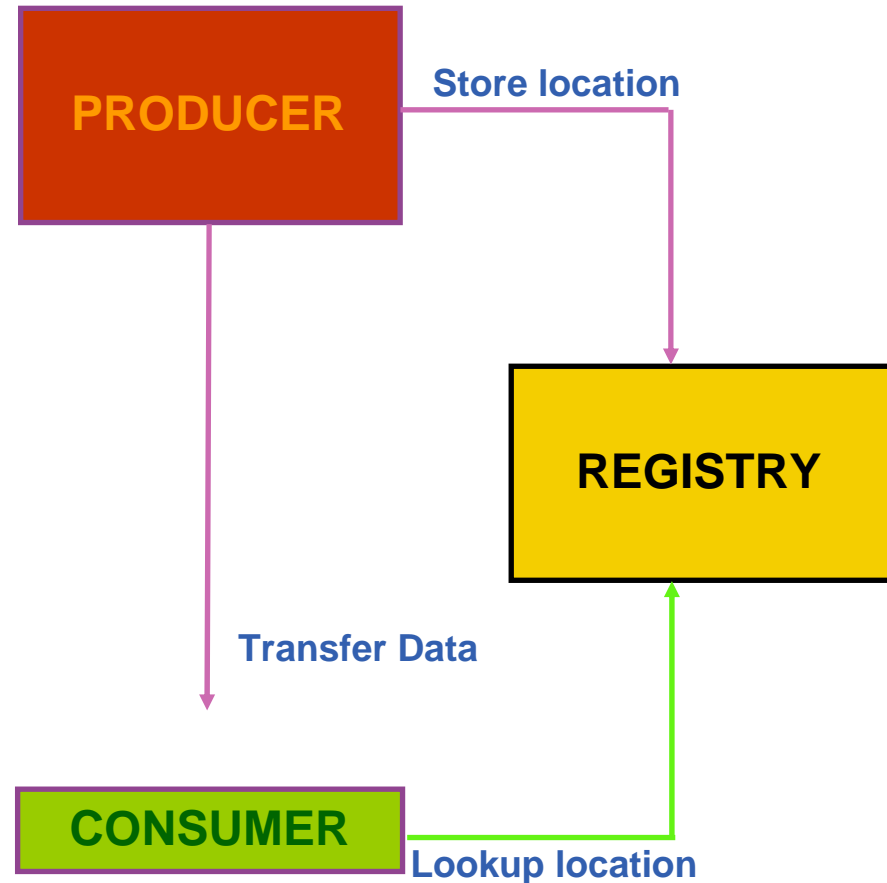 Store location
PRODUCER
REGISTRY
Transfer Data
CONSUMER
Lookup location